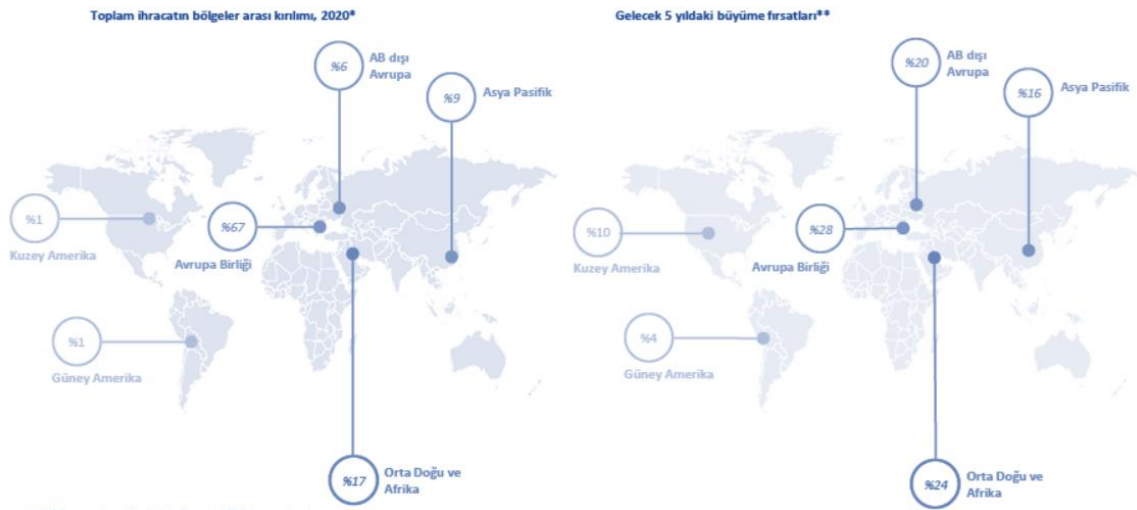 Toplam ihracatın bölgeler arası kırılımı, 2020*
%6
AB dışı
Avrupa
%9
Asya Pasifik
%1
Kuzey Amerika
%67
Avrupa Birliği
%1
Güney Amerika
%17
Orta Doğu ve
Afrika
Gelecek 5 yıldaki büyüme fırsatları**
%20
AB dışı
Avrupa
%16
Asya Pasifik
%10
Kuzey Amerika
%28
Avrupa Birliği
%4
Güney Amerika
%24
Orta Doğu ve
Afrika